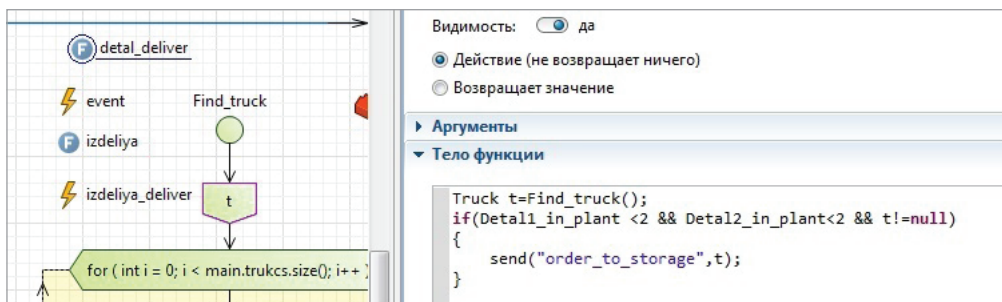 detal_deliver
event
Find_truck
izdeliya
izdeliya_deliver
t
for ( int i = 0; i < main.trukcs.size(); i++ )
Видимость: да
Действие (не возвращает ничего)
Возвращает значение
Аргументы
Тело функции
Truck t=Find_truck();
if(Detal1_in_plant <2 && Detal2_in_plant<2 && t!=null)
{
send("order_to_storage",t);
}